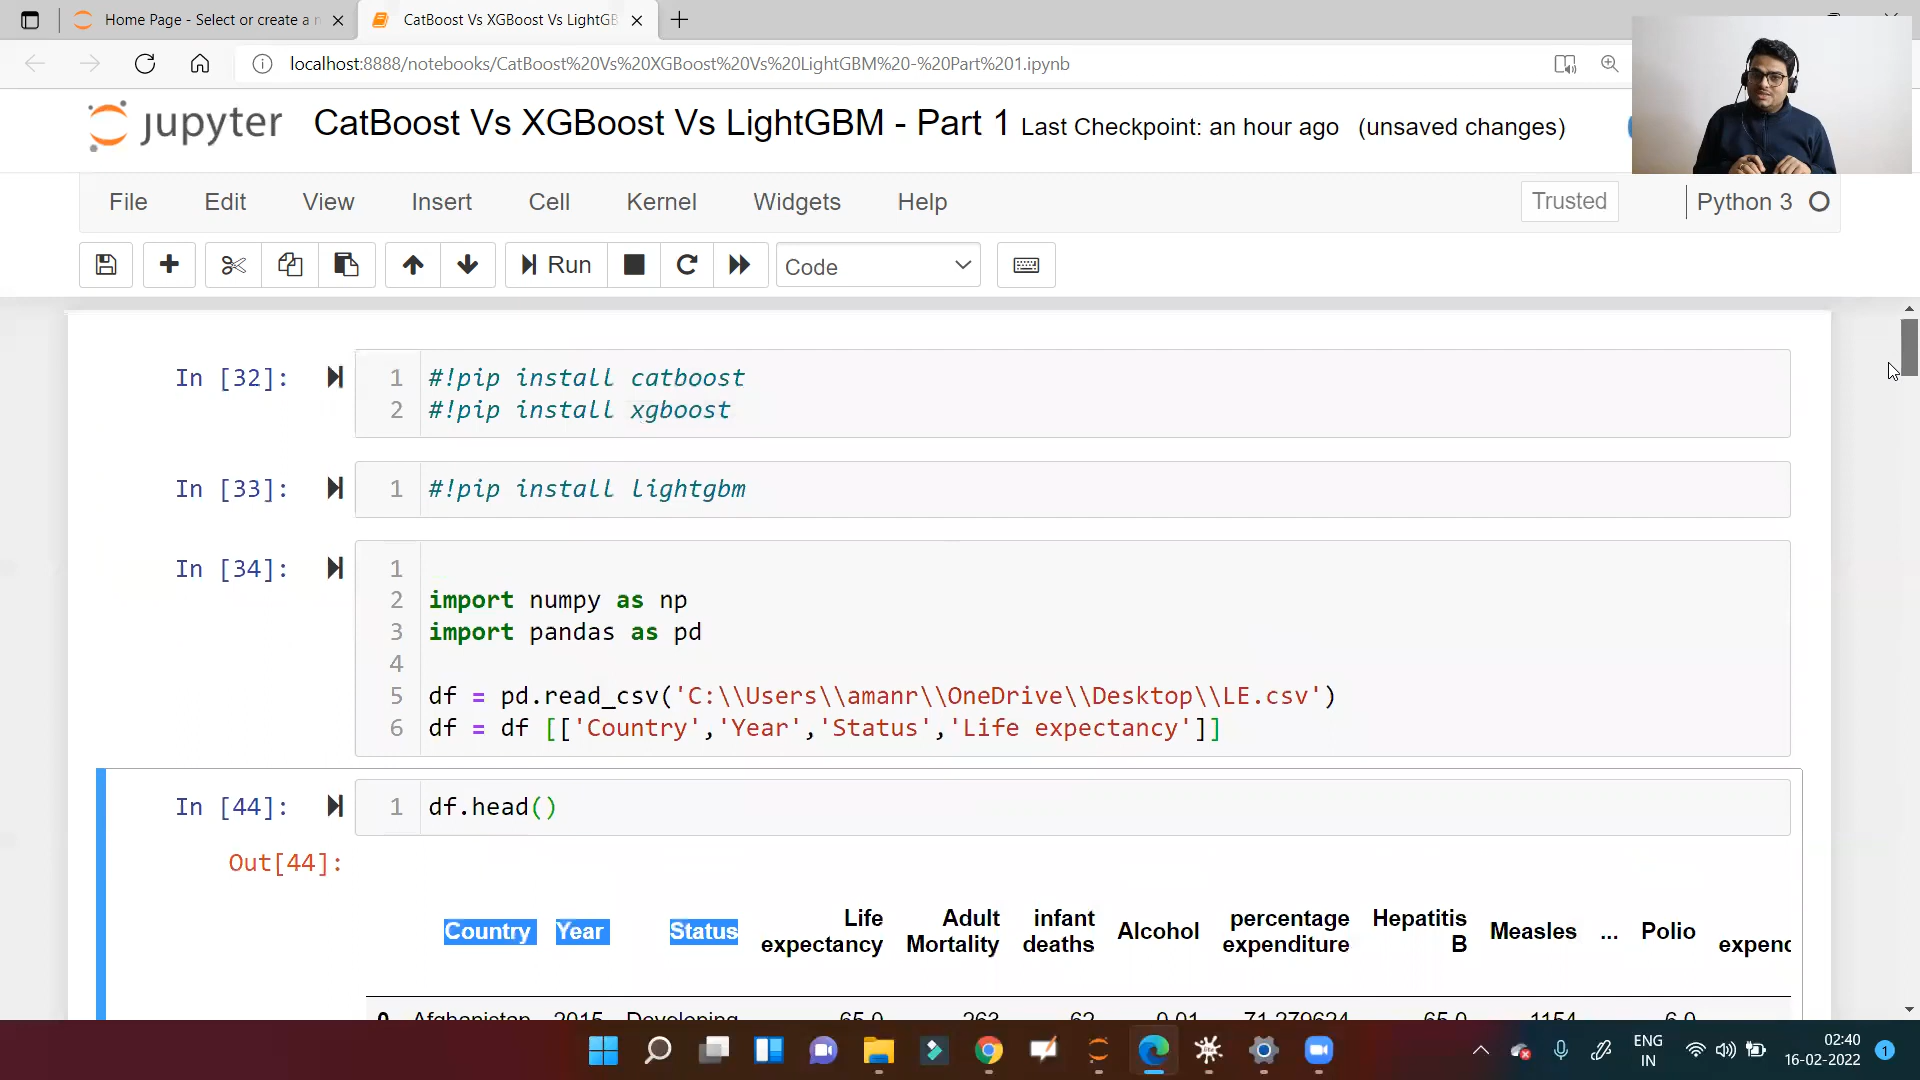 Home Page - Select or create a n
CatBoost Vs XGBoost Vs LightGB
localhost:8888/notebooks/CatBoost%20Vs%20XGBoost%20Vs%20LightGBM%20-%20Part%201.ipynb
jupyter CatBoost Vs XGBoost Vs LightGBM - Part 1 Last Checkpoint: an hour ago (unsaved changes)
File Edit View Insert Cell Kernel Widgets Help Trusted Python 3
Run Code
In [32]: 1 #!pip install catboost
2 #!pip install xgboost
In [33]: 1 #!pip install lightgbm
In [34]: 1
2 import numpy as np
3 import pandas as pd
4
5 df = pd.read_csv('C:\\Users\\amanr\\OneDrive\\Desktop\\LE.csv')
6 df = df [['Country','Year','Status','Life expectancy']]
In [44]: 1 df.head()
Out[44]:
Country Year Status Life expectancy Adult Mortality infant deaths Alcohol percentage expenditure Hepatitis B Measles ... Polio expend
0 Afghanistan 2015 Developing 65.0 263 62 0.01 71.279624 65.0 1154 6.0
ENG IN
02:40
16-02-2022
1